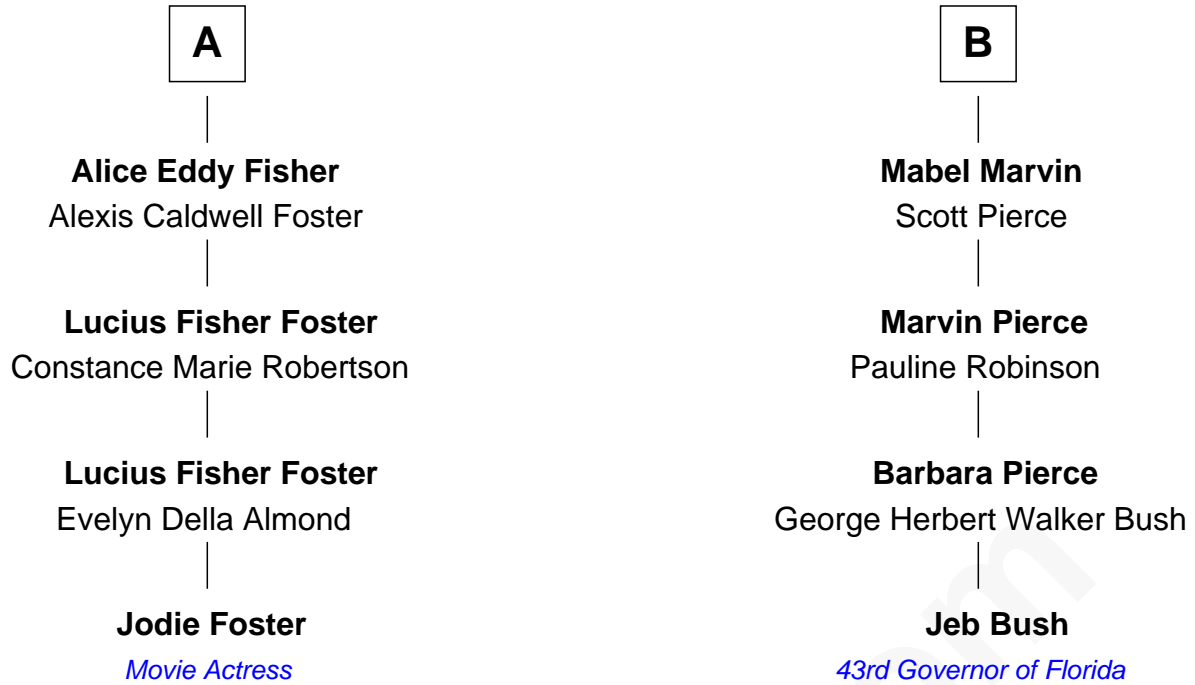 A
Alice Eddy Fisher
Alexis Caldwell Foster
Lucius Fisher Foster
Constance Marie Robertson
Lucius Fisher Foster
Evelyn Della Almond
Jodie Foster
Movie Actress
B
Mabel Marvin
Scott Pierce
Marvin Pierce
Pauline Robinson
Barbara Pierce
George Herbert Walker Bush
Jeb Bush
43rd Governor of Florida
om